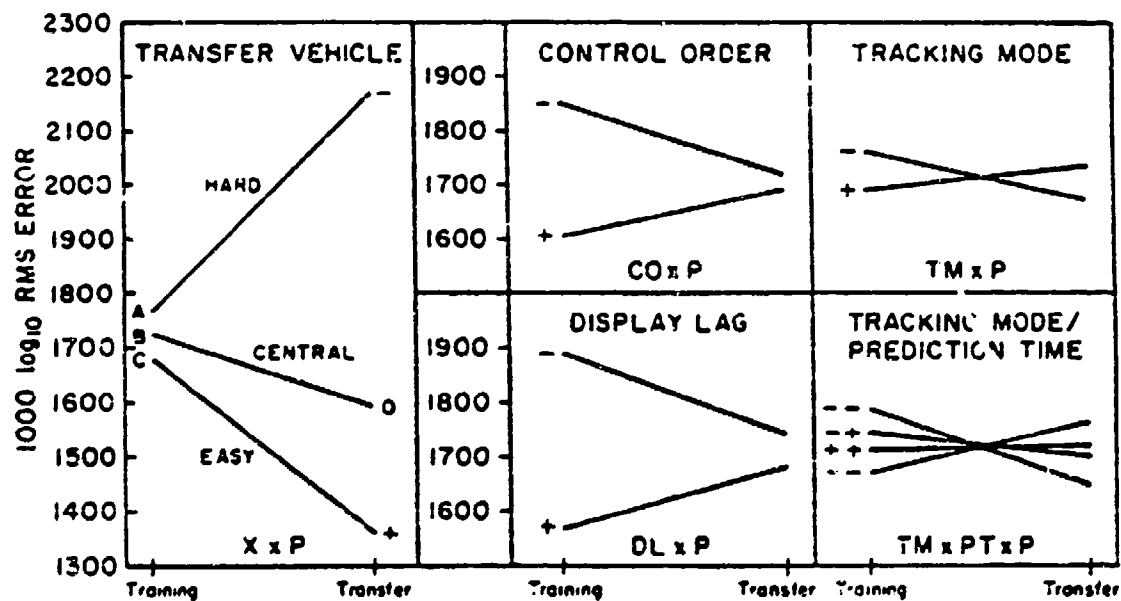 1000 log10 RMS ERROR
2300
2200
2100
2000
1900
1800
1700
1600
1500
1400
1300
TRANSFER VEHICLE
HARD
CENTRAL
EASY
A
B
C
−
O
+
X x P
Training Transfer
1900
1800
1700
1600
CONTROL ORDER
−
+
CO x P
TRACKING MODE
−
+
TM x P
1900
1800
1700
1600
DISPLAY LAG
−
+
DL x P
Training Transfer
TRACKING MODE/
PREDICTION TIME
− −
− +
+ +
− −
TM x PT x P
Training Transfer